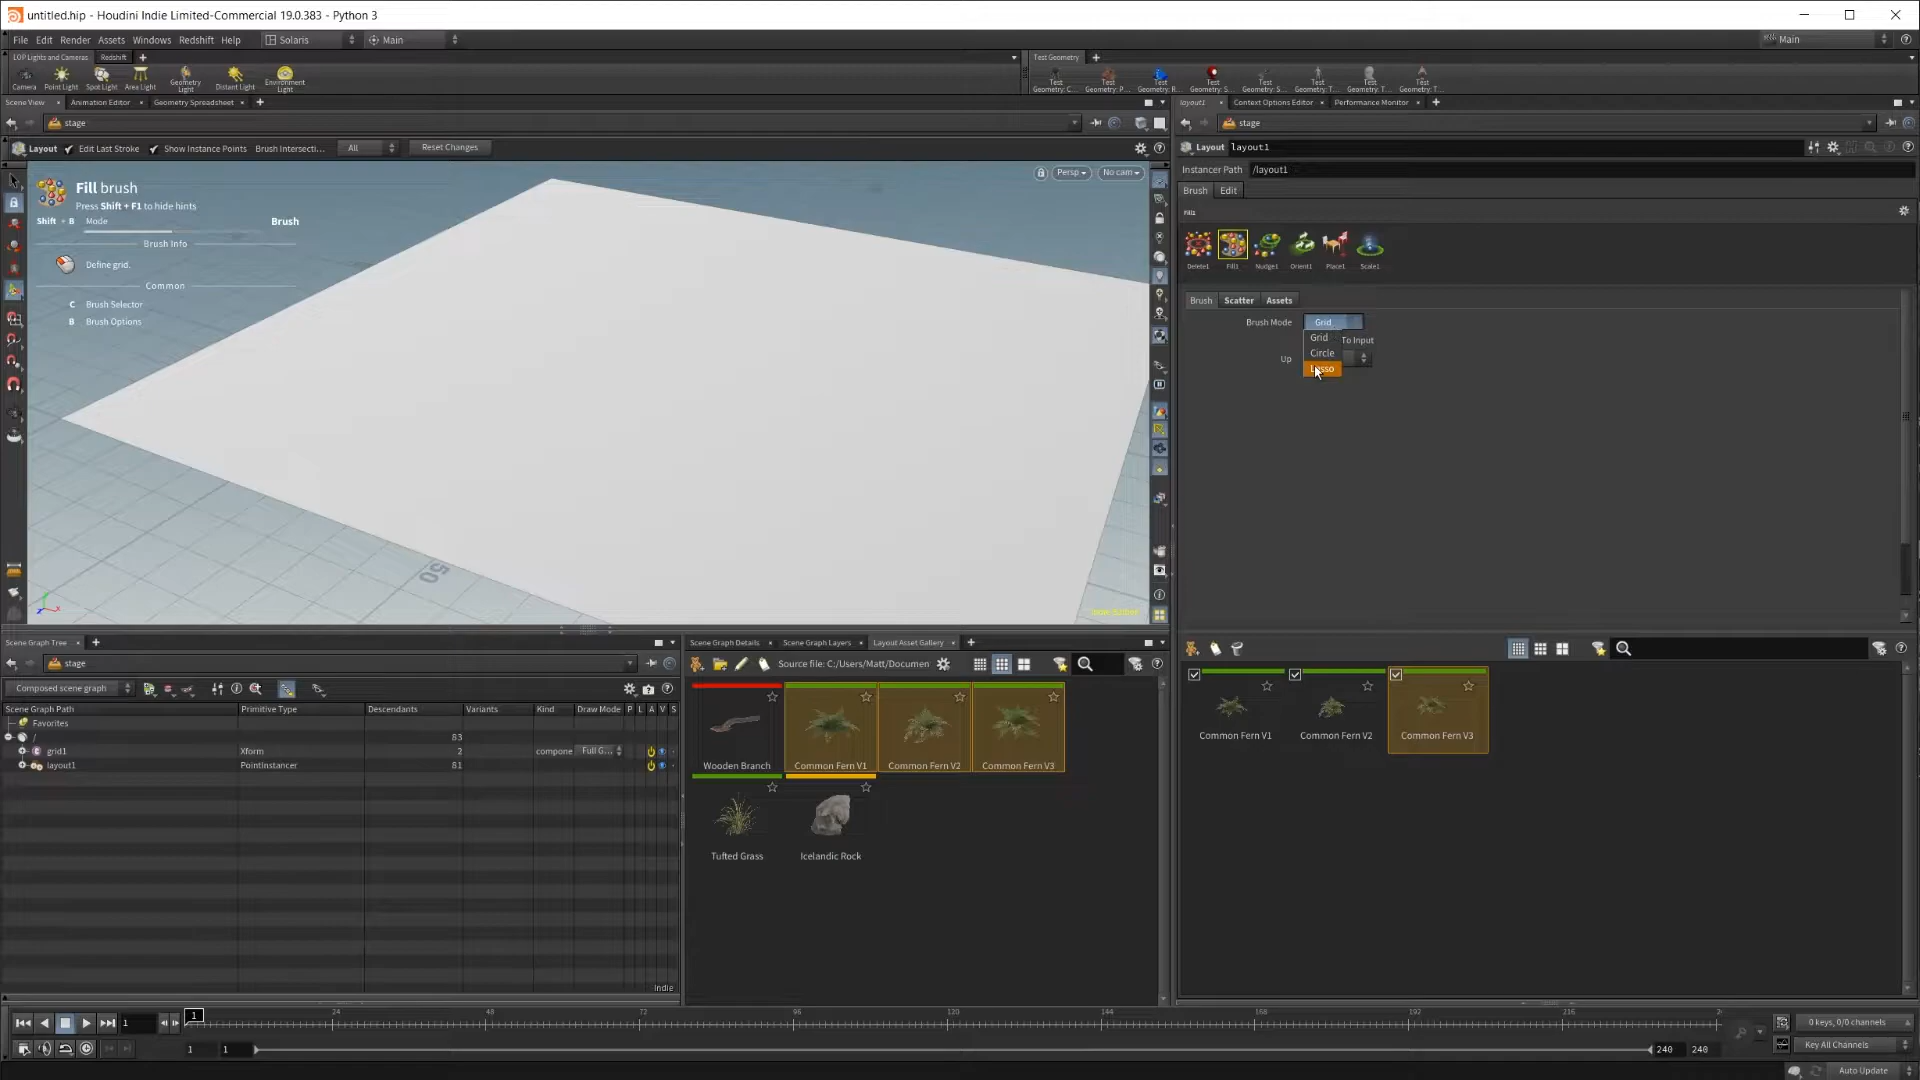 untitled.hip - Houdini Indie Limited-Commercial 19.0.383 - Python 3
File Edit Render Assets Windows Redshift Help Solaris Main Main
LOP Lights and Cameras Redshift Test Geometry
Camera Point Light Spot Light Area Light Geometry Light Distant Light Environment Light
Test Geometry: C... Test Geometry: P... Test Geometry: R... Test Geometry: S... Test Geometry: S... Test Geometry: T... Test Geometry: T... Test Geometry: T...
Scene View Animation Editor Geometry Spreadsheet layout1 Context Options Editor Performance Monitor
stage stage
Layout Edit Last Stroke Show Instance Points Brush Intersecti... All Reset Changes Layout layout1
Instancer Path /layout1
Persp No cam
Fill brush
Press Shift + F1 to hide hints
Shift + B Mode Brush
Brush Info
Define grid.
Common
C Brush Selector
B Brush Options
50
Brush Edit
Fill1
Delete1 Fill1 Nudge1 Orient1 Place1 Scale1
Brush Scatter Assets
Brush Mode Grid
Grid To Input
Circle
Up
Lasso
Scene Graph Tree Scene Graph Details Scene Graph Layers Layout Asset Gallery
stage Source file: C:/Users/Matt/Documen
Composed scene graph
Scene Graph Path Primitive Type Descendants Variants Kind Draw Mode P L A V S
Favorites
/ 83
grid1 Xform 2 compone Full G...
layout1 PointInstancer 81
Indie
Wooden Branch Common Fern V1 Common Fern V2 Common Fern V3
Tufted Grass Icelandic Rock
Common Fern V1 Common Fern V2 Common Fern V3
1 1 24 48 72 96 120 144 168 192 216 0 keys, 0/0 channels
1 1 240 240 Key All Channels
Auto Update